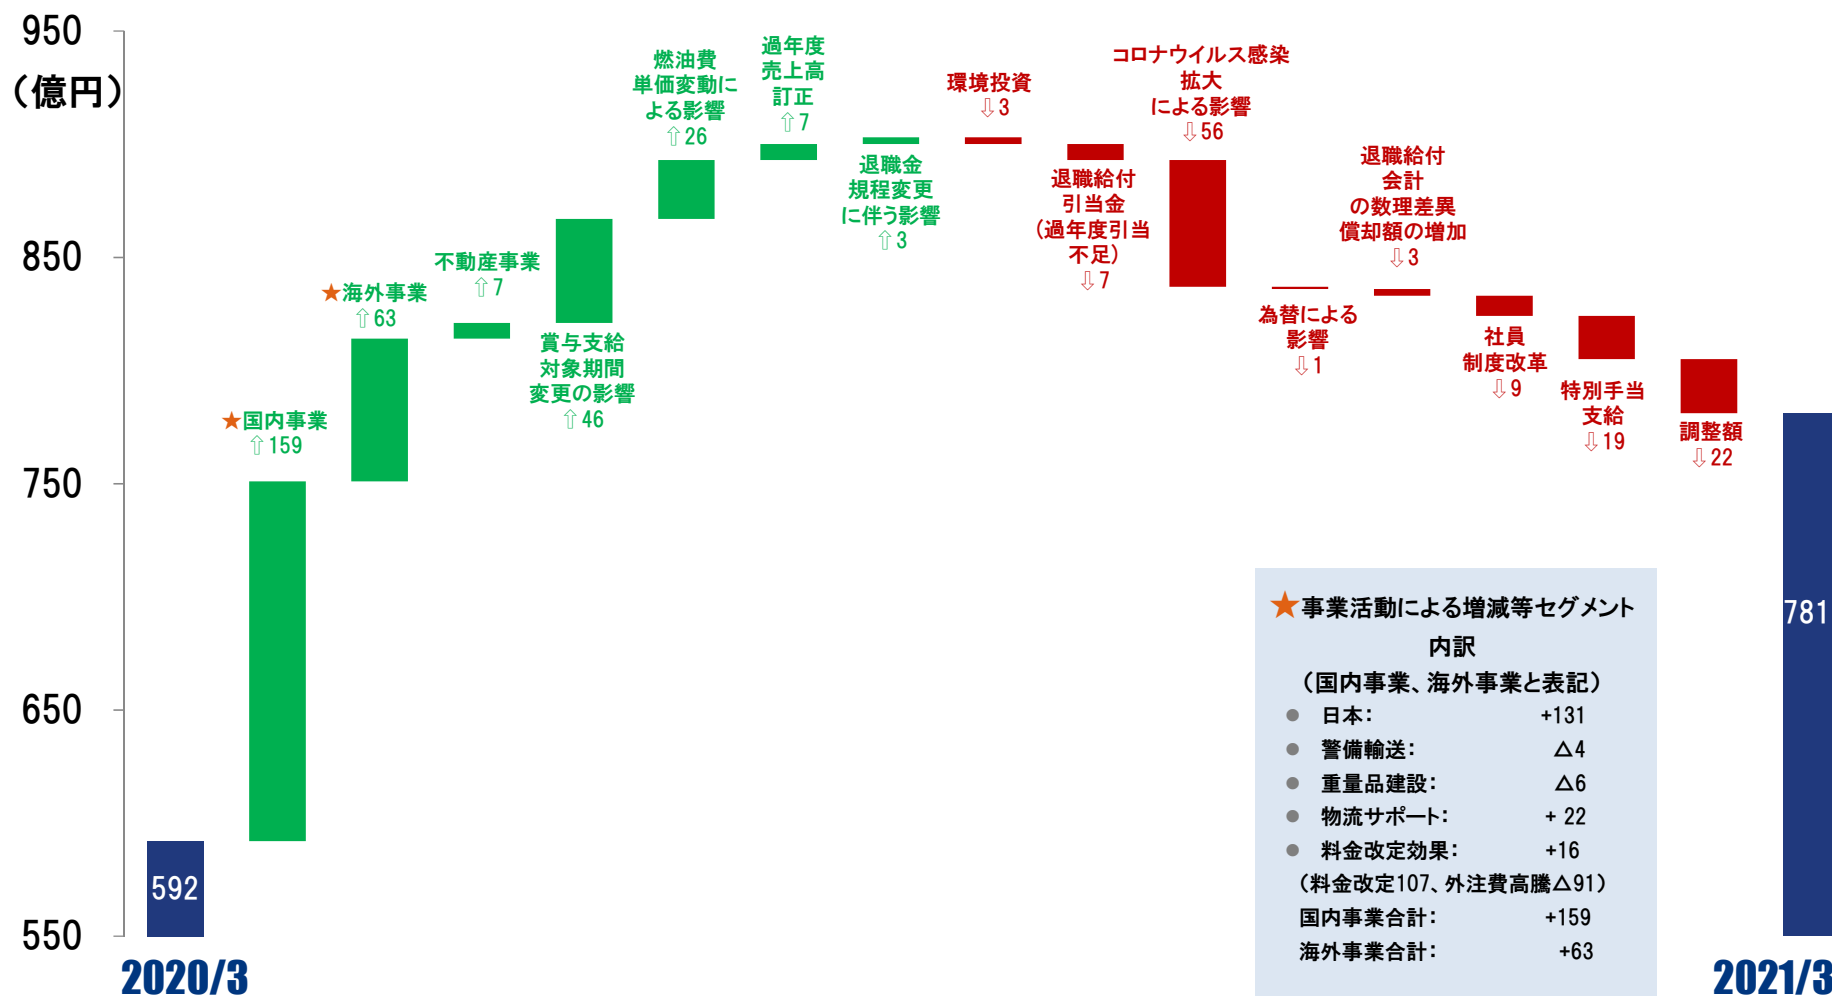 950
（億円）
850
750
650
550
592
2020/3
★国内事業
⇧159
★海外事業
⇧63
不動産事業
⇧7
賞与支給
対象期間
変更の影響
⇧46
燃油費
単価変動に
よる影響
⇧26
過年度
売上高
訂正
⇧7
退職金
規程変更
に伴う影響
⇧3
環境投資
⇩3
退職給付
引当金
（過年度引当
不足）
⇩7
コロナウイルス感染
拡大
による影響
⇩56
為替による
影響
⇩1
退職給付
会計
の数理差異
償却額の増加
⇩3
社員
制度改革
⇩9
特別手当
支給
⇩19
調整額
⇩22
781
2021/3
★事業活動による増減等セグメント
内訳
（国内事業、海外事業と表記）
● 日本： +131
● 警備輸送： △4
● 重量品建設： △6
● 物流サポート： + 22
● 料金改定効果： +16
（料金改定107、外注費高騰△91）
国内事業合計： +159
海外事業合計： +63